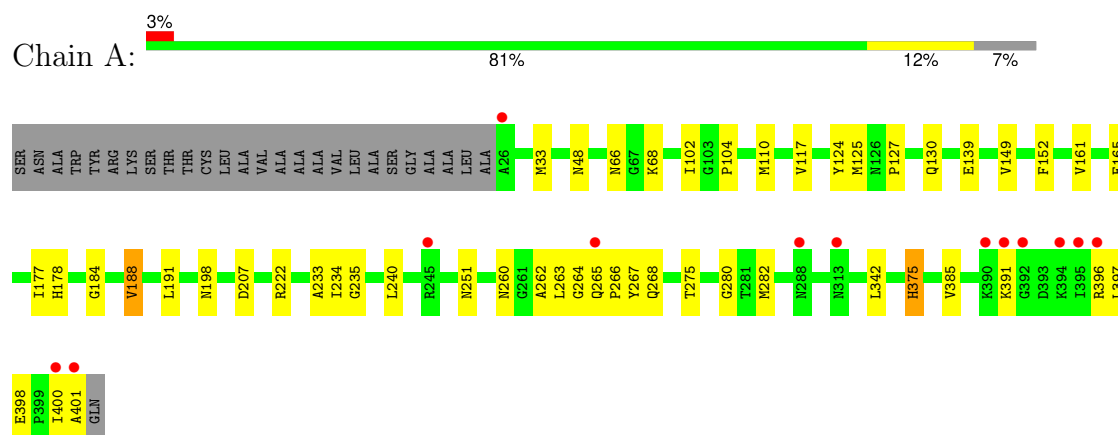 3%
Chain A:
81% 12% 7%
SER ASN ALA TRP TYR ARG LYS SER THR THR CYS LEU ALA VAL ALA ALA ALA ALA VAL LEU ALA SER GLY ALA ALA ALA LEU ALA A26 M33 N48 N66 G67 K68 I102 G103 P104 M110 V117 Y124 M125 N126 P127 Q130 E139 V149 F152 V161
I177 H178 G184 V188 L191 N198 D207 R222 A233 I234 G235 L240 R245 N251 N260 G261 A262 L263 G264 Q265 P266 Y267 Q268 T275 G280 T281 M282 N288 N313 L342 H375 V385 K390 K391 G392 D393 K394 I395 R396 L397
E398 P399 I400 A401 GLN